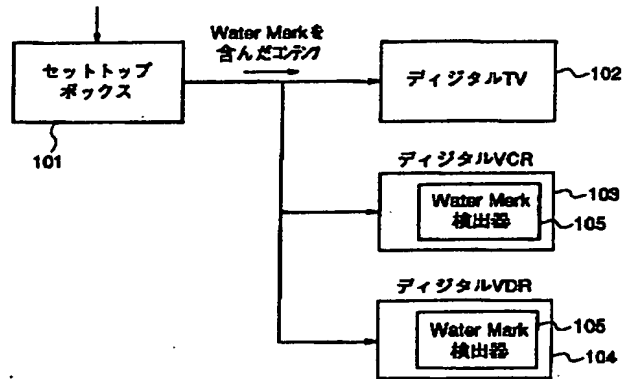 Water Markを
含んだコンテンツ
セットトップ
ボックス
101
ディジタルTV
102
ディジタルVCR
Water Mark
検出器
103
105
ディジタルVDR
Water Mark
検出器
105
104